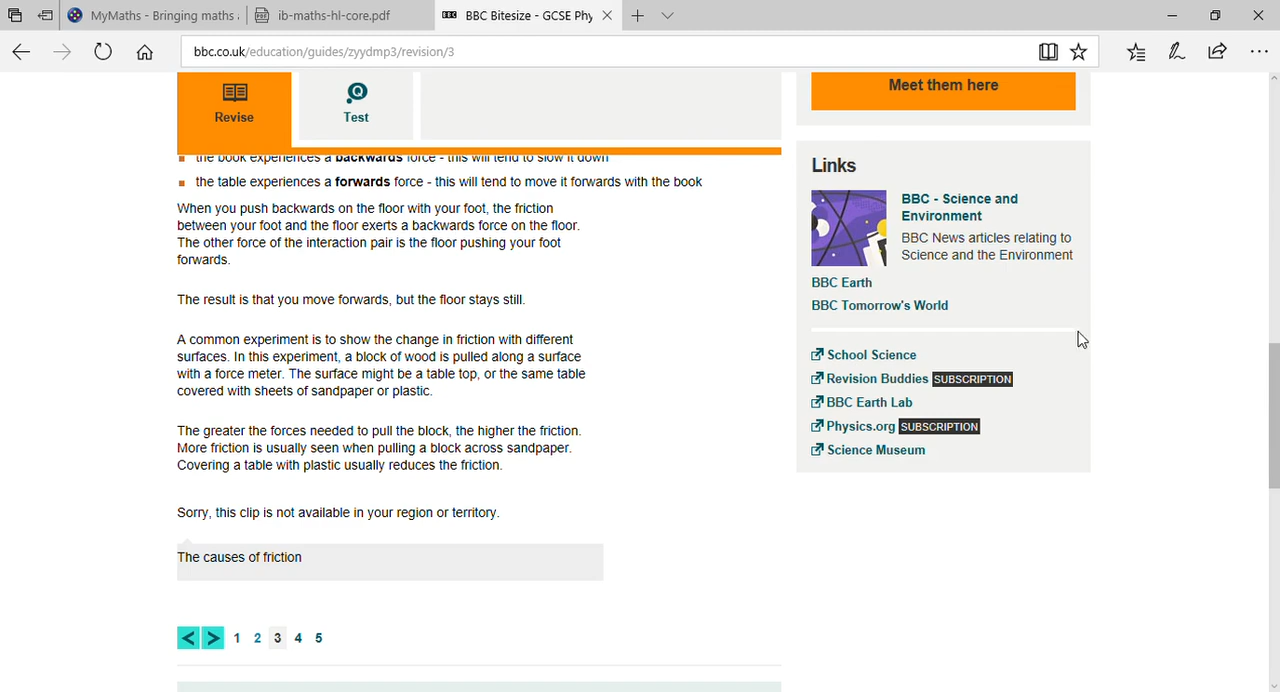 MyMaths - Bringing maths
ib-maths-hl-core.pdf
BBC Bitesize - GCSE Phy
bbc.co.uk/education/guides/zyydmp3/revision/3
Revise
Test
the book experiences a backwards force - this will tend to slow it down
the table experiences a forwards force - this will tend to move it forwards with the book
When you push backwards on the floor with your foot, the friction
between your foot and the floor exerts a backwards force on the floor.
The other force of the interaction pair is the floor pushing your foot
forwards.
The result is that you move forwards, but the floor stays still.
A common experiment is to show the change in friction with different
surfaces. In this experiment, a block of wood is pulled along a surface
with a force meter. The surface might be a table top, or the same table
covered with sheets of sandpaper or plastic.
The greater the forces needed to pull the block, the higher the friction.
More friction is usually seen when pulling a block across sandpaper.
Covering a table with plastic usually reduces the friction.
Sorry, this clip is not available in your region or territory.
The causes of friction
< > 1 2 3 4 5
Meet them here
Links
BBC - Science and
Environment
BBC News articles relating to
Science and the Environment
BBC Earth
BBC Tomorrow's World
School Science
Revision Buddies SUBSCRIPTION
BBC Earth Lab
Physics.org SUBSCRIPTION
Science Museum